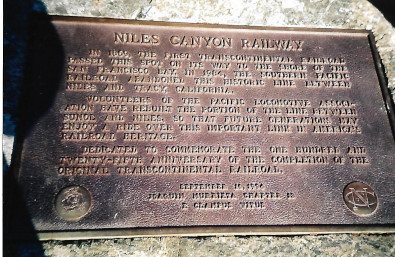 NILES CANYON RAILWAY
IN 1869, THE FIRST TRANSCONTINENTAL RAILROAD
PASSED THIS SPOT ON ITS WAY TO THE SHORE OF THE
SAN FRANCISCO BAY. IN 1984, THE SOUTHERN PACIFIC
RAILROAD ABANDONED THIS HISTORIC LINE BETWEEN
NILES AND TRACY, CALIFORNIA.
VOLUNTEERS OF THE PACIFIC LOCOMOTIVE ASSOC-
IATION HAVE REBUILT THE PORTION OF THE LINE BETWEEN
SUNOL AND NILES, SO THAT FUTURE GENERATIONS MAY
ENJOY A RIDE OVER THIS IMPORTANT LINK IN AMERICA'S
RAILROAD HERITAGE.
DEDICATED TO COMMEMORATE THE ONE HUNDRED AND
TWENTY-FIFTH ANNIVERSARY OF THE COMPLETION OF THE
ORIGINAL TRANSCONTINENTAL RAILROAD.
SEPTEMBER 10, 1994
JOAQUIN MURRIETA CHAPTER 13
E CLAMPUS VITUS